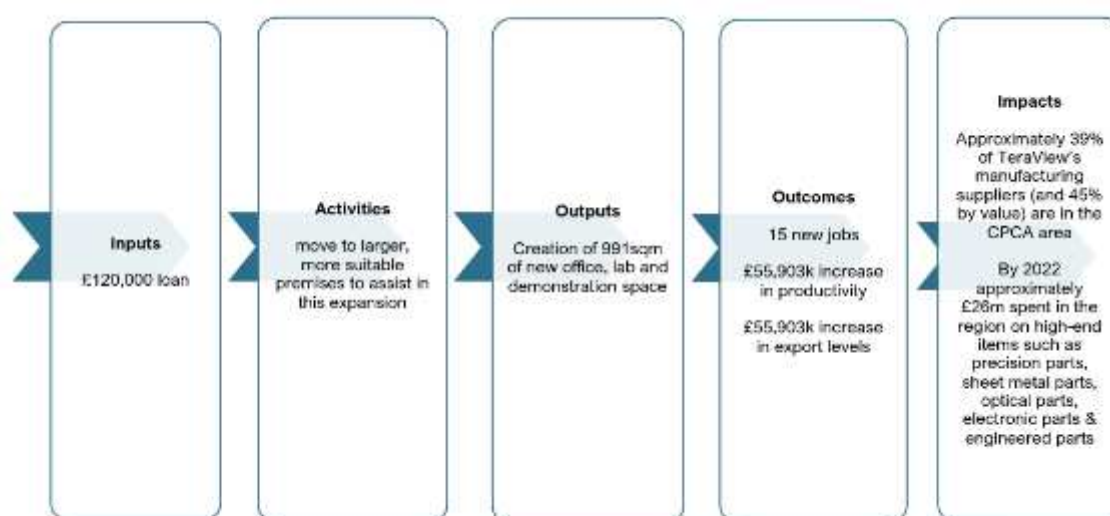 Inputs
£120,000 loan
Activities
move to larger,
more suitable
premises to assist in
this expansion
Outputs
Creation of 991sqm
of new office, lab and
demonstration space
Outcomes
15 new jobs
£55,903k increase
in productivity
£55,903k increase
in export levels
Impacts
Approximately 39%
of TeraView's
manufacturing
suppliers (and 45%
by value) are in the
CPCA area
By 2022
approximately
£26m spent in the
region on high-end
items such as
precision parts,
sheet metal parts,
optical parts,
electronic parts &
engineered parts